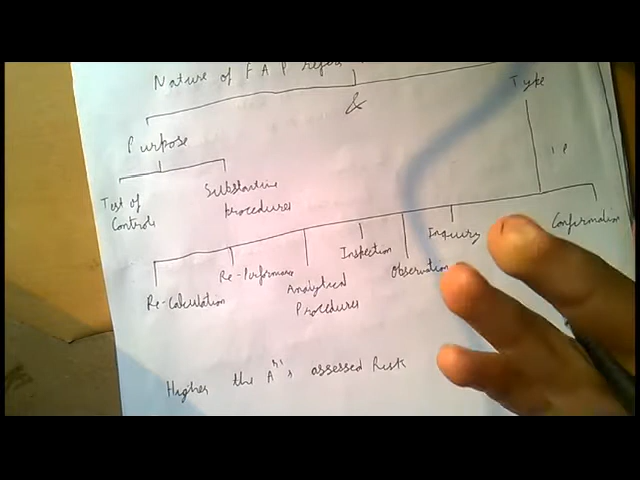 Nature of F A P refers
&
Type
Purpose
I P
Test of
Controls
Substantive
procedures
Re-Calculation
Re-Performance
Analytical
Procedures
Inspection
Observation
Inquiry
Confirmation
Higher the A's assessed Risk